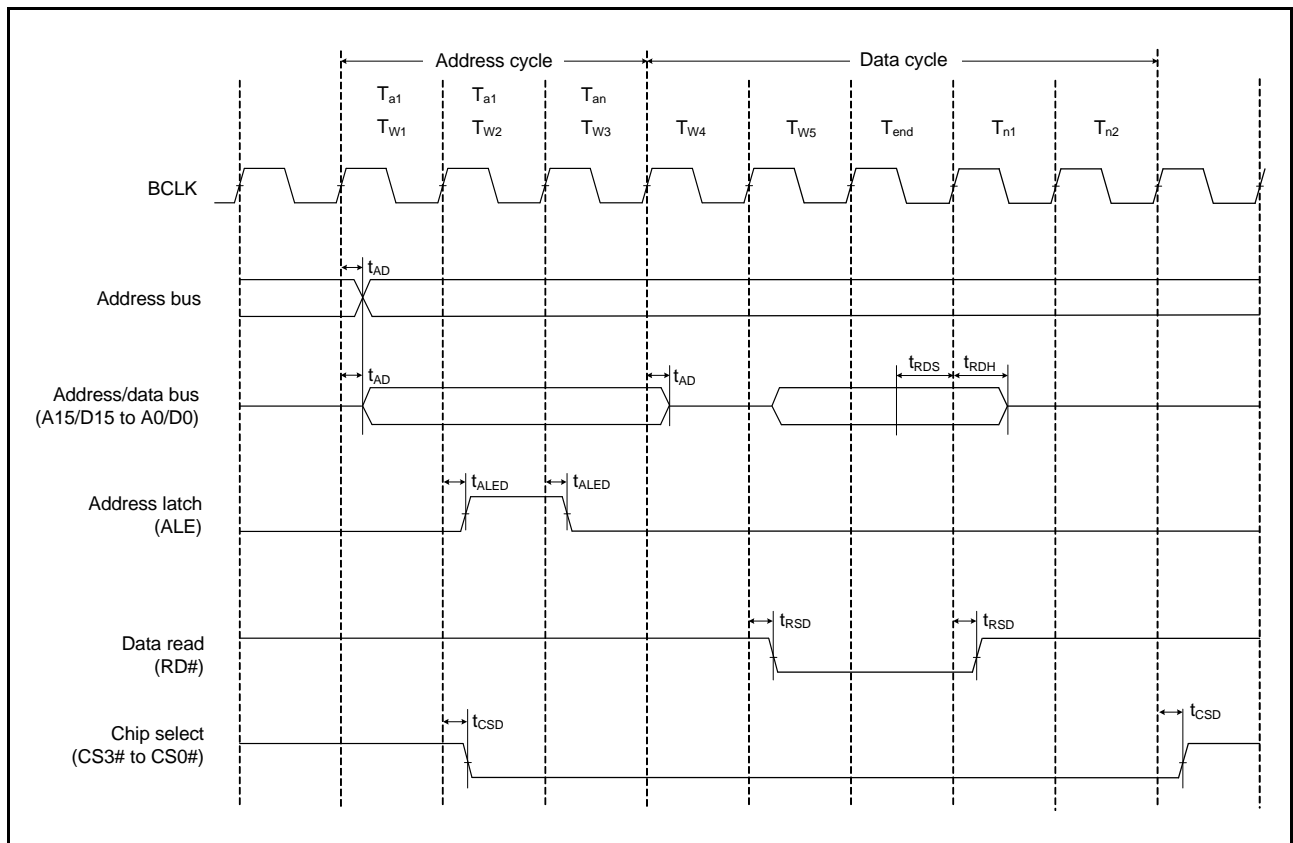 Address cycle Data cycle
Ta1 Ta1 Tan
TW1 TW2 TW3 TW4 TW5 Tend Tn1 Tn2
BCLK
tAD
Address bus
tRDS tRDH
tAD tAD
Address/data bus
(A15/D15 to A0/D0)
tALED tALED
Address latch
(ALE)
tRSD tRSD
Data read
(RD#)
tCSD tCSD
Chip select
(CS3# to CS0#)